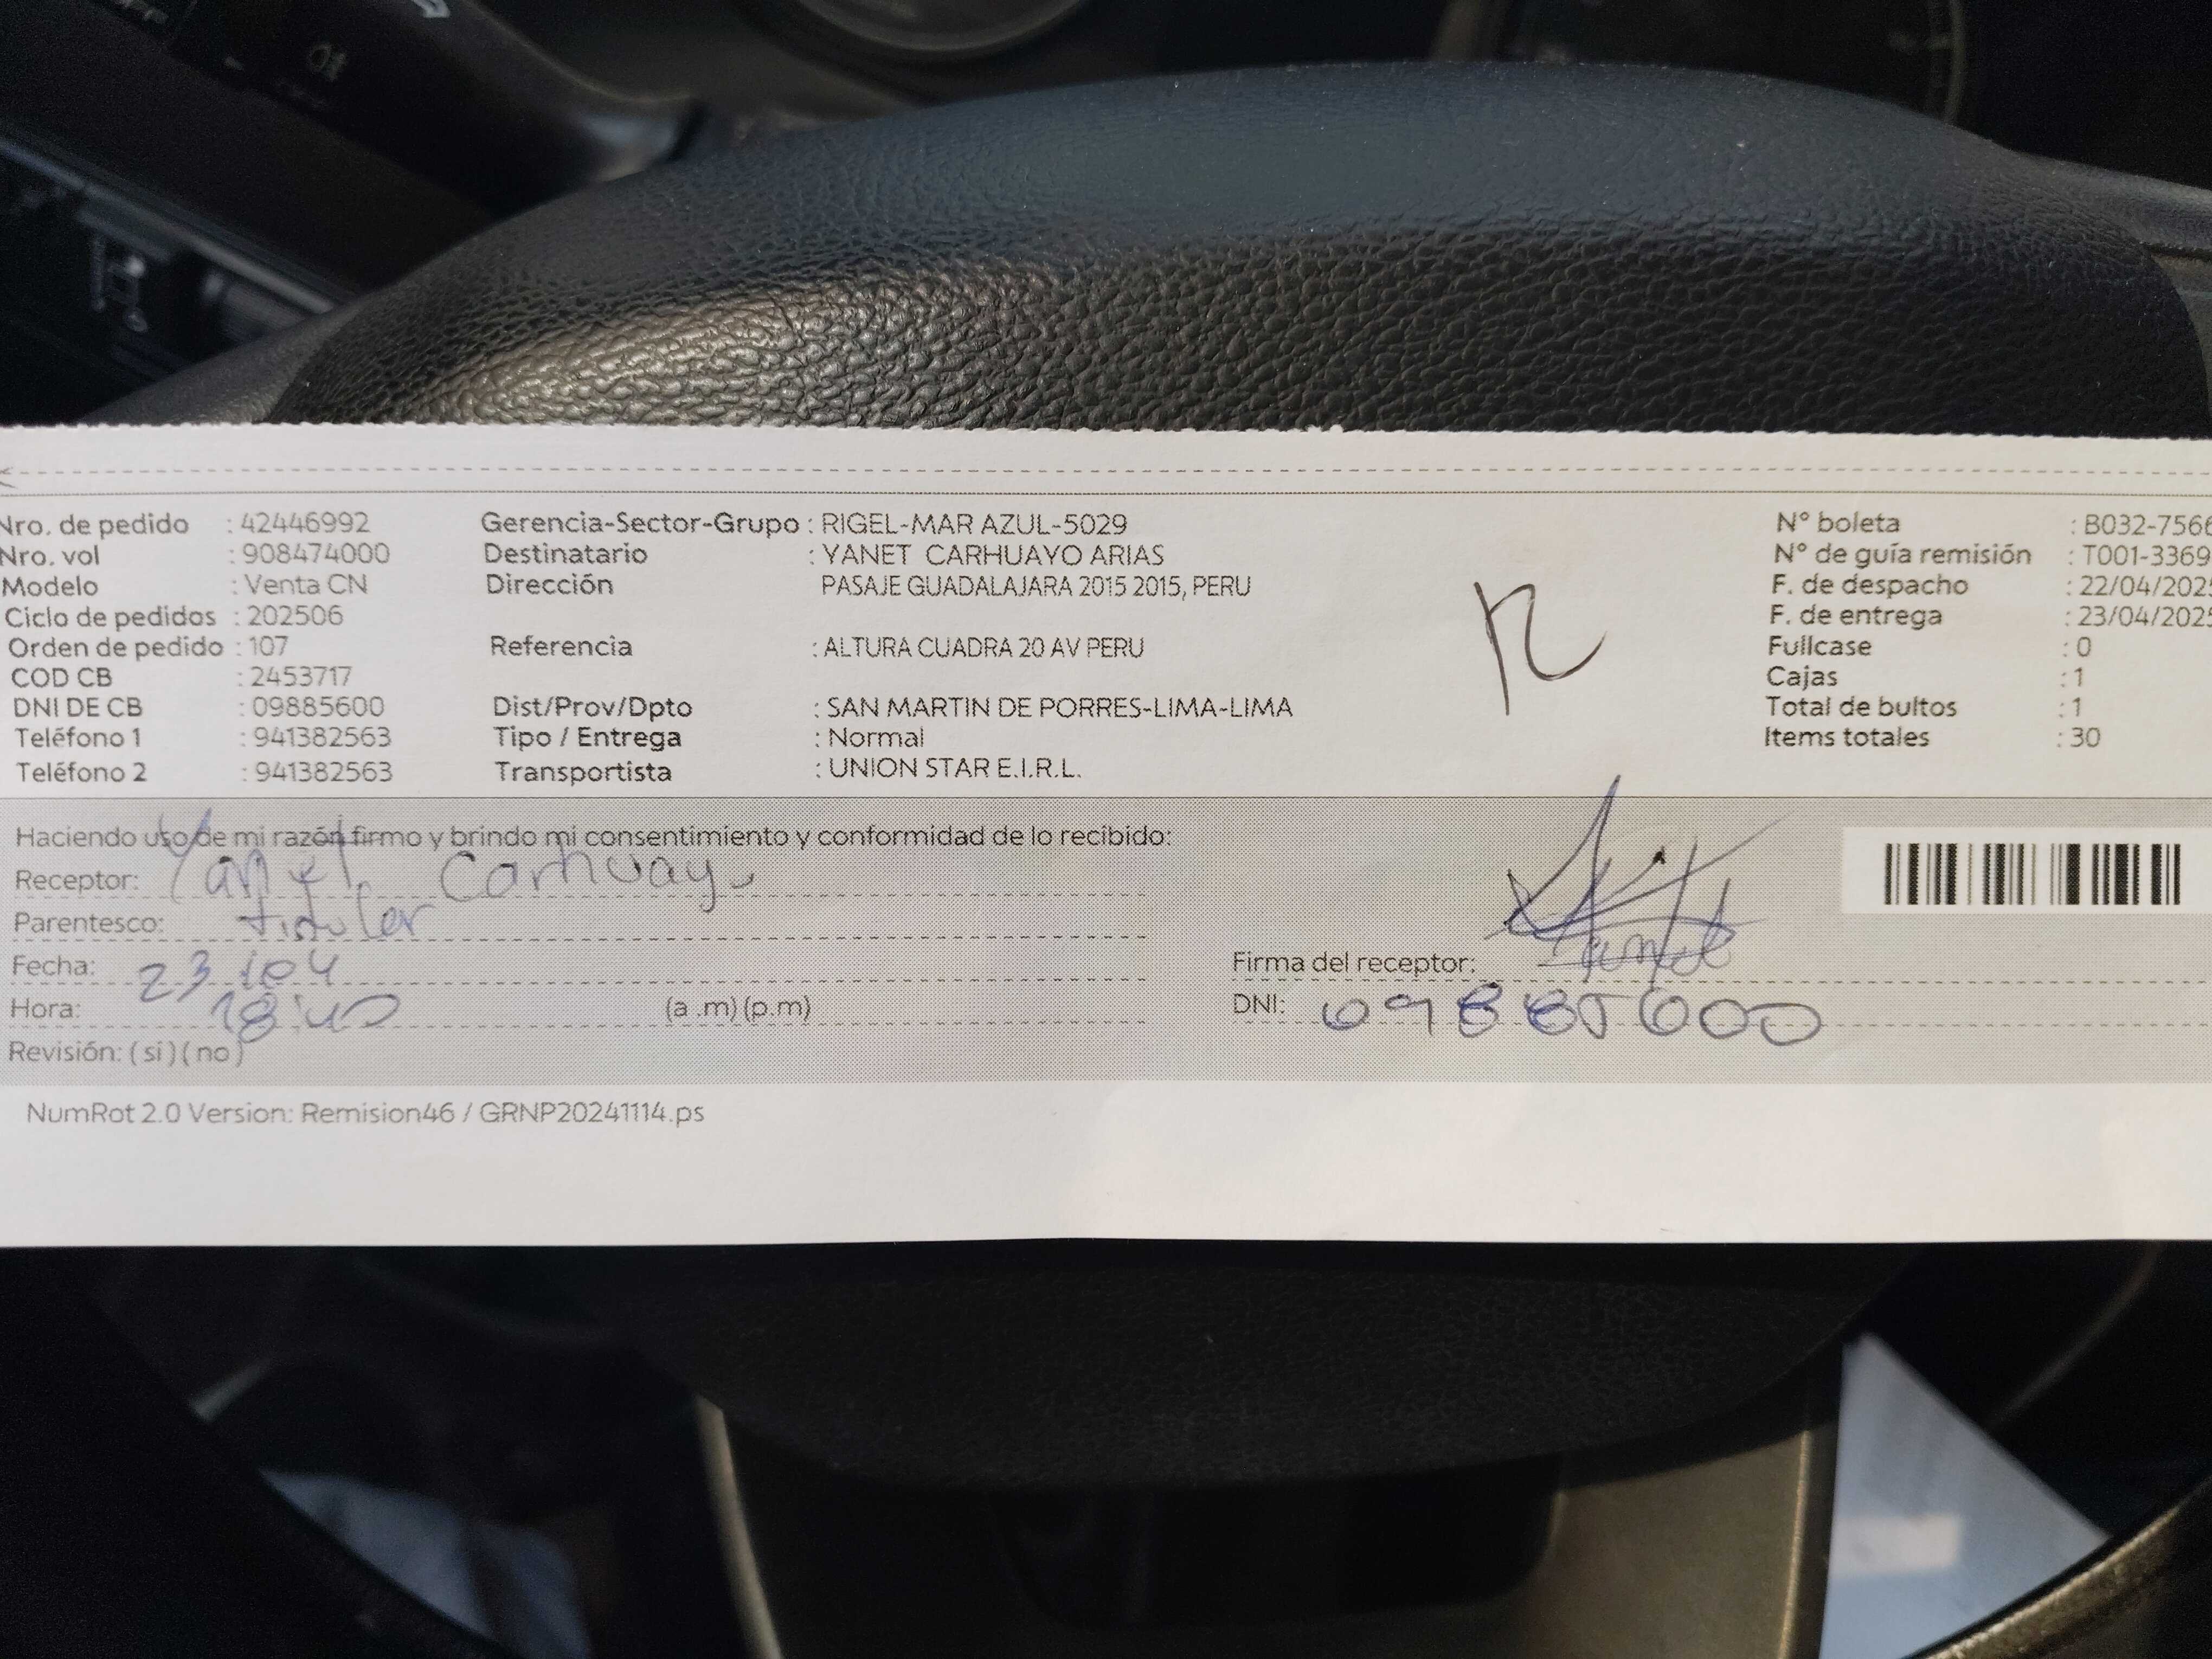 Nro. de pedido : 42446992 Gerencia-Sector-Grupo : RIGEL-MAR AZUL-5029 N° boleta : B032-7566
Nro. vol : 908474000 Destinatario : YANET CARHUAYO ARIAS N° de guía remisión : T001-3369
Modelo : Venta CN Dirección PASAJE GUADALAJARA 2015 2015, PERU F. de despacho : 22/04/2025
Ciclo de pedidos : 202506 F. de entrega : 23/04/2025
Orden de pedido : 107 Referencia : ALTURA CUADRA 20 AV PERU Fullcase : 0
COD CB : 2453717 Cajas : 1
DNI DE CB : 09885600 Dist/Prov/Dpto : SAN MARTIN DE PORRES-LIMA-LIMA Total de bultos : 1
Teléfono 1 : 941382563 Tipo / Entrega : Normal Items totales : 30
Teléfono 2 : 941382563 Transportista : UNION STAR E.I.R.L.
Haciendo uso de mi razón firmo y brindo mi consentimiento y conformidad de lo recibido:
Receptor: Yanet Carhuayo
Parentesco: titular
Fecha: 23/04 Firma del receptor:
Hora: (a .m) (p.m) DNI: 09885600
Revisión: ( si ) ( no )
NumRot 2.0 Version: Remision46 / GRNP20241114.ps